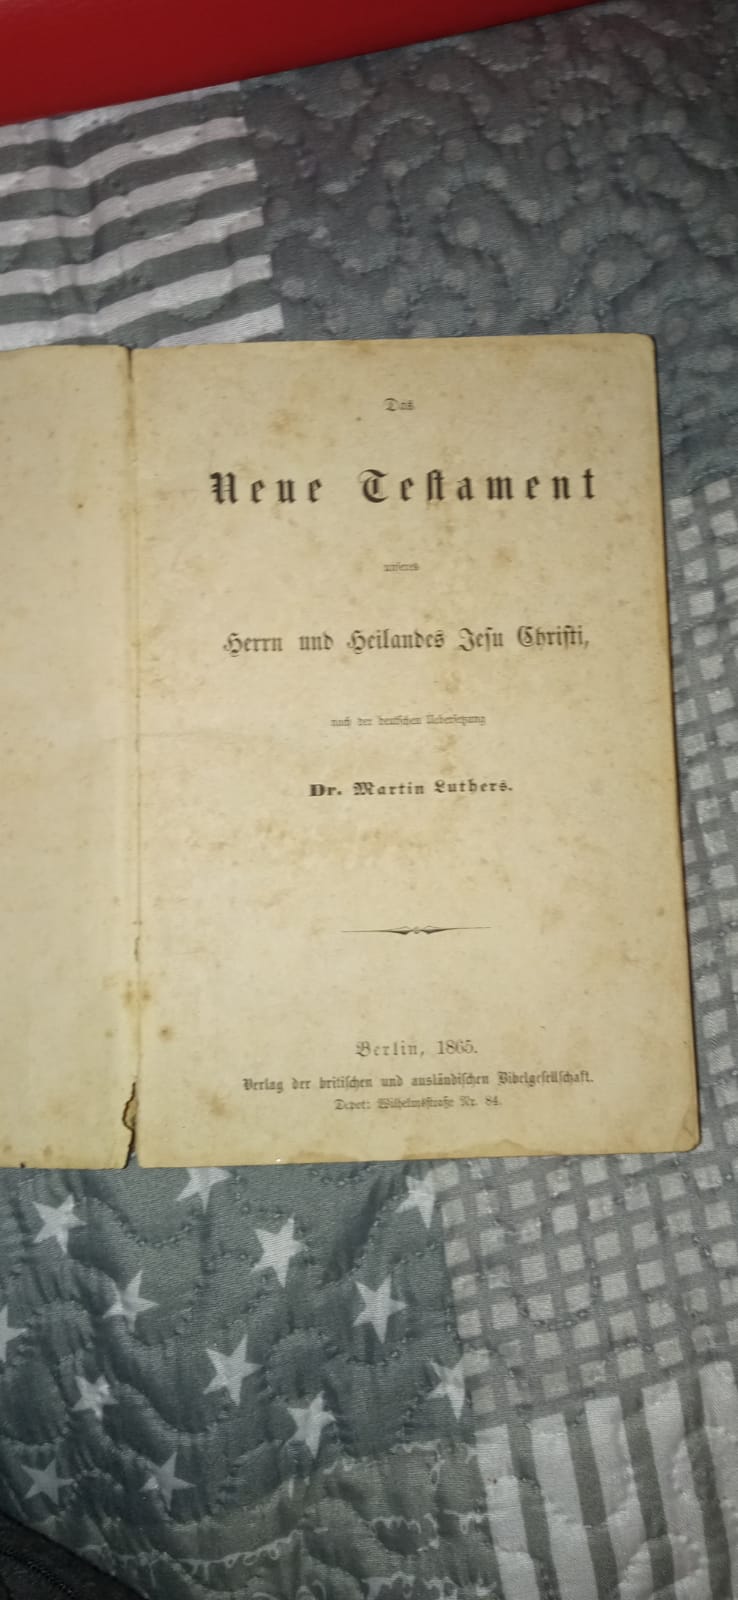 Das
Neue Testament
unseres
Herrn und Heilandes Jesu Christi,
nach der deutschen Uebersetzung
Dr. Martin Luthers.
Berlin, 1865.
Verlag der britischen und ausländischen Bibelgesellschaft.
Depot: Wilhelmsstraße Nr. 84.